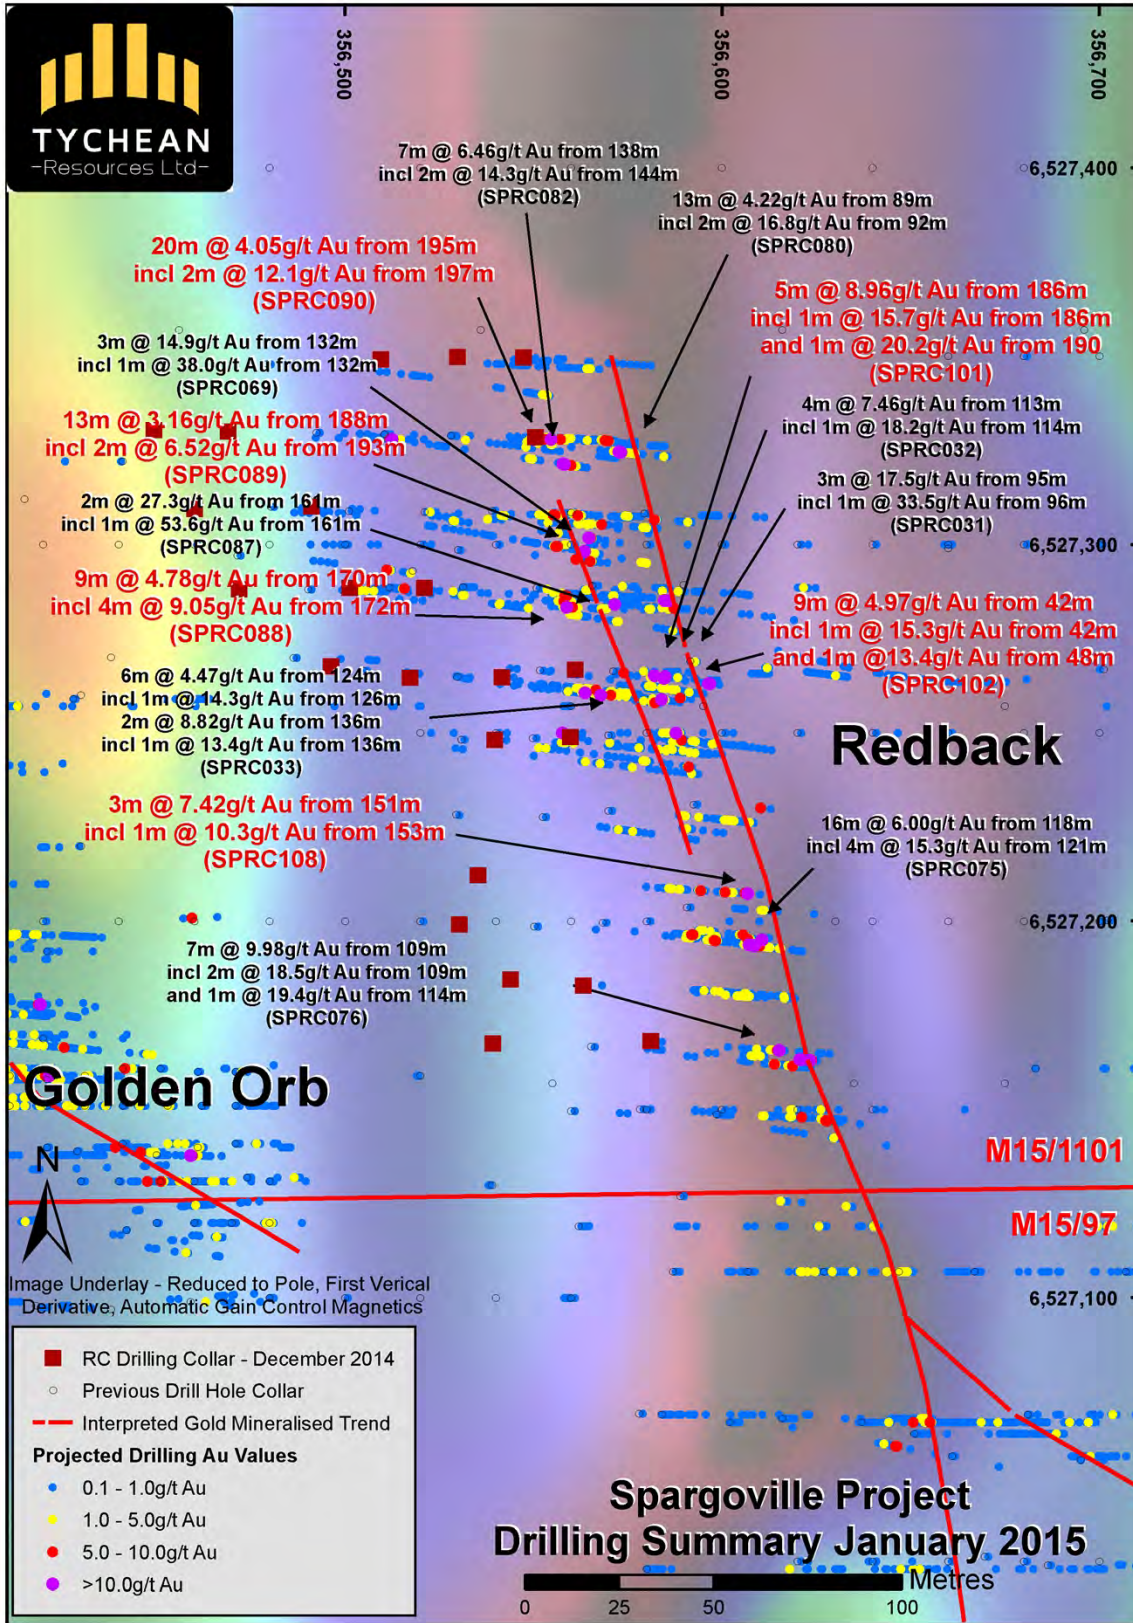 TYCHEAN
-Resources Ltd-
356,500
356,600
356,700
6,527,400
7m @ 6.46g/t Au from 138m
incl 2m @ 14.3g/t Au from 144m
(SPRC082)
13m @ 4.22g/t Au from 89m
incl 2m @ 16.8g/t Au from 92m
(SPRC080)
20m @ 4.05g/t Au from 195m
incl 2m @ 12.1g/t Au from 197m
(SPRC090)
5m @ 8.96g/t Au from 186m
incl 1m @ 15.7g/t Au from 186m
and 1m @ 20.2g/t Au from 190
(SPRC101)
3m @ 14.9g/t Au from 132m
incl 1m @ 38.0g/t Au from 132m
(SPRC069)
4m @ 7.46g/t Au from 113m
incl 1m @ 18.2g/t Au from 114m
(SPRC032)
13m @ 3.16g/t Au from 188m
incl 2m @ 6.52g/t Au from 193m
(SPRC089)
3m @ 17.5g/t Au from 95m
incl 1m @ 33.5g/t Au from 96m
(SPRC031)
2m @ 27.3g/t Au from 161m
incl 1m @ 53.6g/t Au from 161m
(SPRC087)
6,527,300
9m @ 4.78g/t Au from 170m
incl 4m @ 9.05g/t Au from 172m
(SPRC088)
9m @ 4.97g/t Au from 42m
incl 1m @ 15.3g/t Au from 42m
and 1m @13.4g/t Au from 48m
(SPRC102)
6m @ 4.47g/t Au from 124m
incl 1m @ 14.3g/t Au from 126m
2m @ 8.82g/t Au from 136m
incl 1m @ 13.4g/t Au from 136m
(SPRC033)
Redback
3m @ 7.42g/t Au from 151m
incl 1m @ 10.3g/t Au from 153m
(SPRC108)
16m @ 6.00g/t Au from 118m
incl 4m @ 15.3g/t Au from 121m
(SPRC075)
6,527,200
7m @ 9.98g/t Au from 109m
incl 2m @ 18.5g/t Au from 109m
and 1m @ 19.4g/t Au from 114m
(SPRC076)
Golden Orb
M15/1101
M15/97
N
6,527,100
Image Underlay - Reduced to Pole, First Verical
Derivative, Automatic Gain Control Magnetics
RC Drilling Collar - December 2014
Previous Drill Hole Collar
Interpreted Gold Mineralised Trend
Projected Drilling Au Values
0.1 - 1.0g/t Au
1.0 - 5.0g/t Au
5.0 - 10.0g/t Au
>10.0g/t Au
Spargoville Project
Drilling Summary January 2015
Metres
0 25 50 100